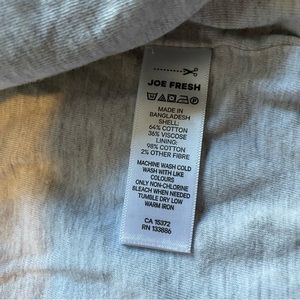 JOE FRESH
MADE IN
BANGLADESH
SHELL:
64% COTTON
36% VISCOSE
LINING:
98% COTTON
2% OTHER FIBRE
MACHINE WASH COLD
WASH WITH LIKE
COLOURS
ONLY NON-CHLORINE
BLEACH WHEN NEEDED
TUMBLE DRY LOW
WARM IRON
CA 15372
RN 133886